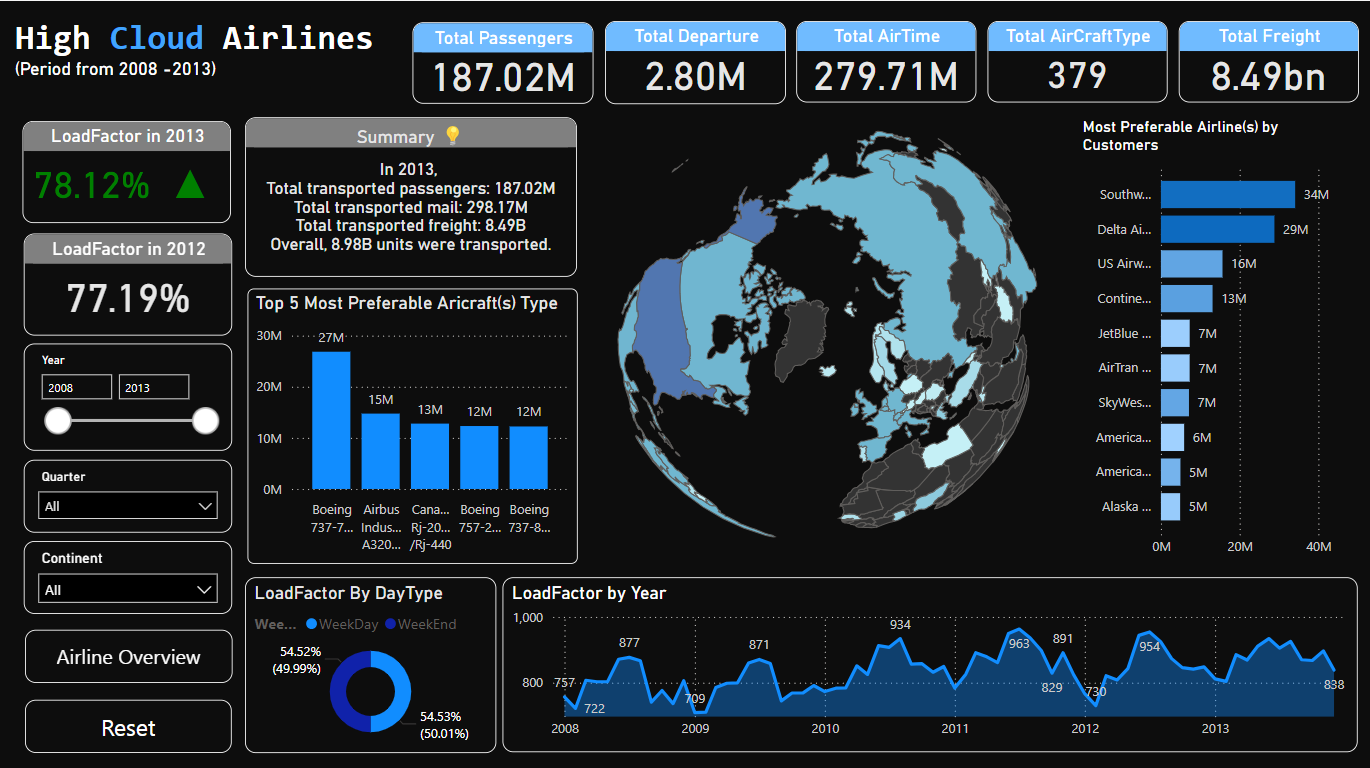 High Cloud Airlines
(Period from 2008 -2013)
Total Passengers
187.02M
Total Departure
2.80M
Total AirTime
279.71M
Total AirCraftType
379
Total Freight
8.49bn
LoadFactor in 2013
78.12%
LoadFactor in 2012
77.19%
Year
2008
2013
Quarter
All
Continent
All
Airline Overview
Reset
Summary 💡
In 2013,
Total transported passengers: 187.02M
Total transported mail: 298.17M
Total transported freight: 8.49B
Overall, 8.98B units were transported.
Top 5 Most Preferable Aricraft(s) Type
30M
20M
10M
0M
27M
15M
13M
12M
12M
Boeing
737-7...
Airbus
Indus...
A320...
Cana...
Rj-20...
/Rj-440
Boeing
757-2...
Boeing
737-8...
Most Preferable Airline(s) by
Customers
Southw... 34M
Delta Ai... 29M
US Airw... 16M
Contine... 13M
JetBlue ... 7M
AirTran ... 7M
SkyWes... 7M
America... 6M
America... 5M
Alaska ... 5M
0M 20M 40M
LoadFactor By DayType
Wee... WeekDay WeekEnd
54.52%
(49.99%)
54.53%
(50.01%)
LoadFactor by Year
1,000
800
757
722
877
709
871
934
963
829
891
730
954
838
2008 2009 2010 2011 2012 2013